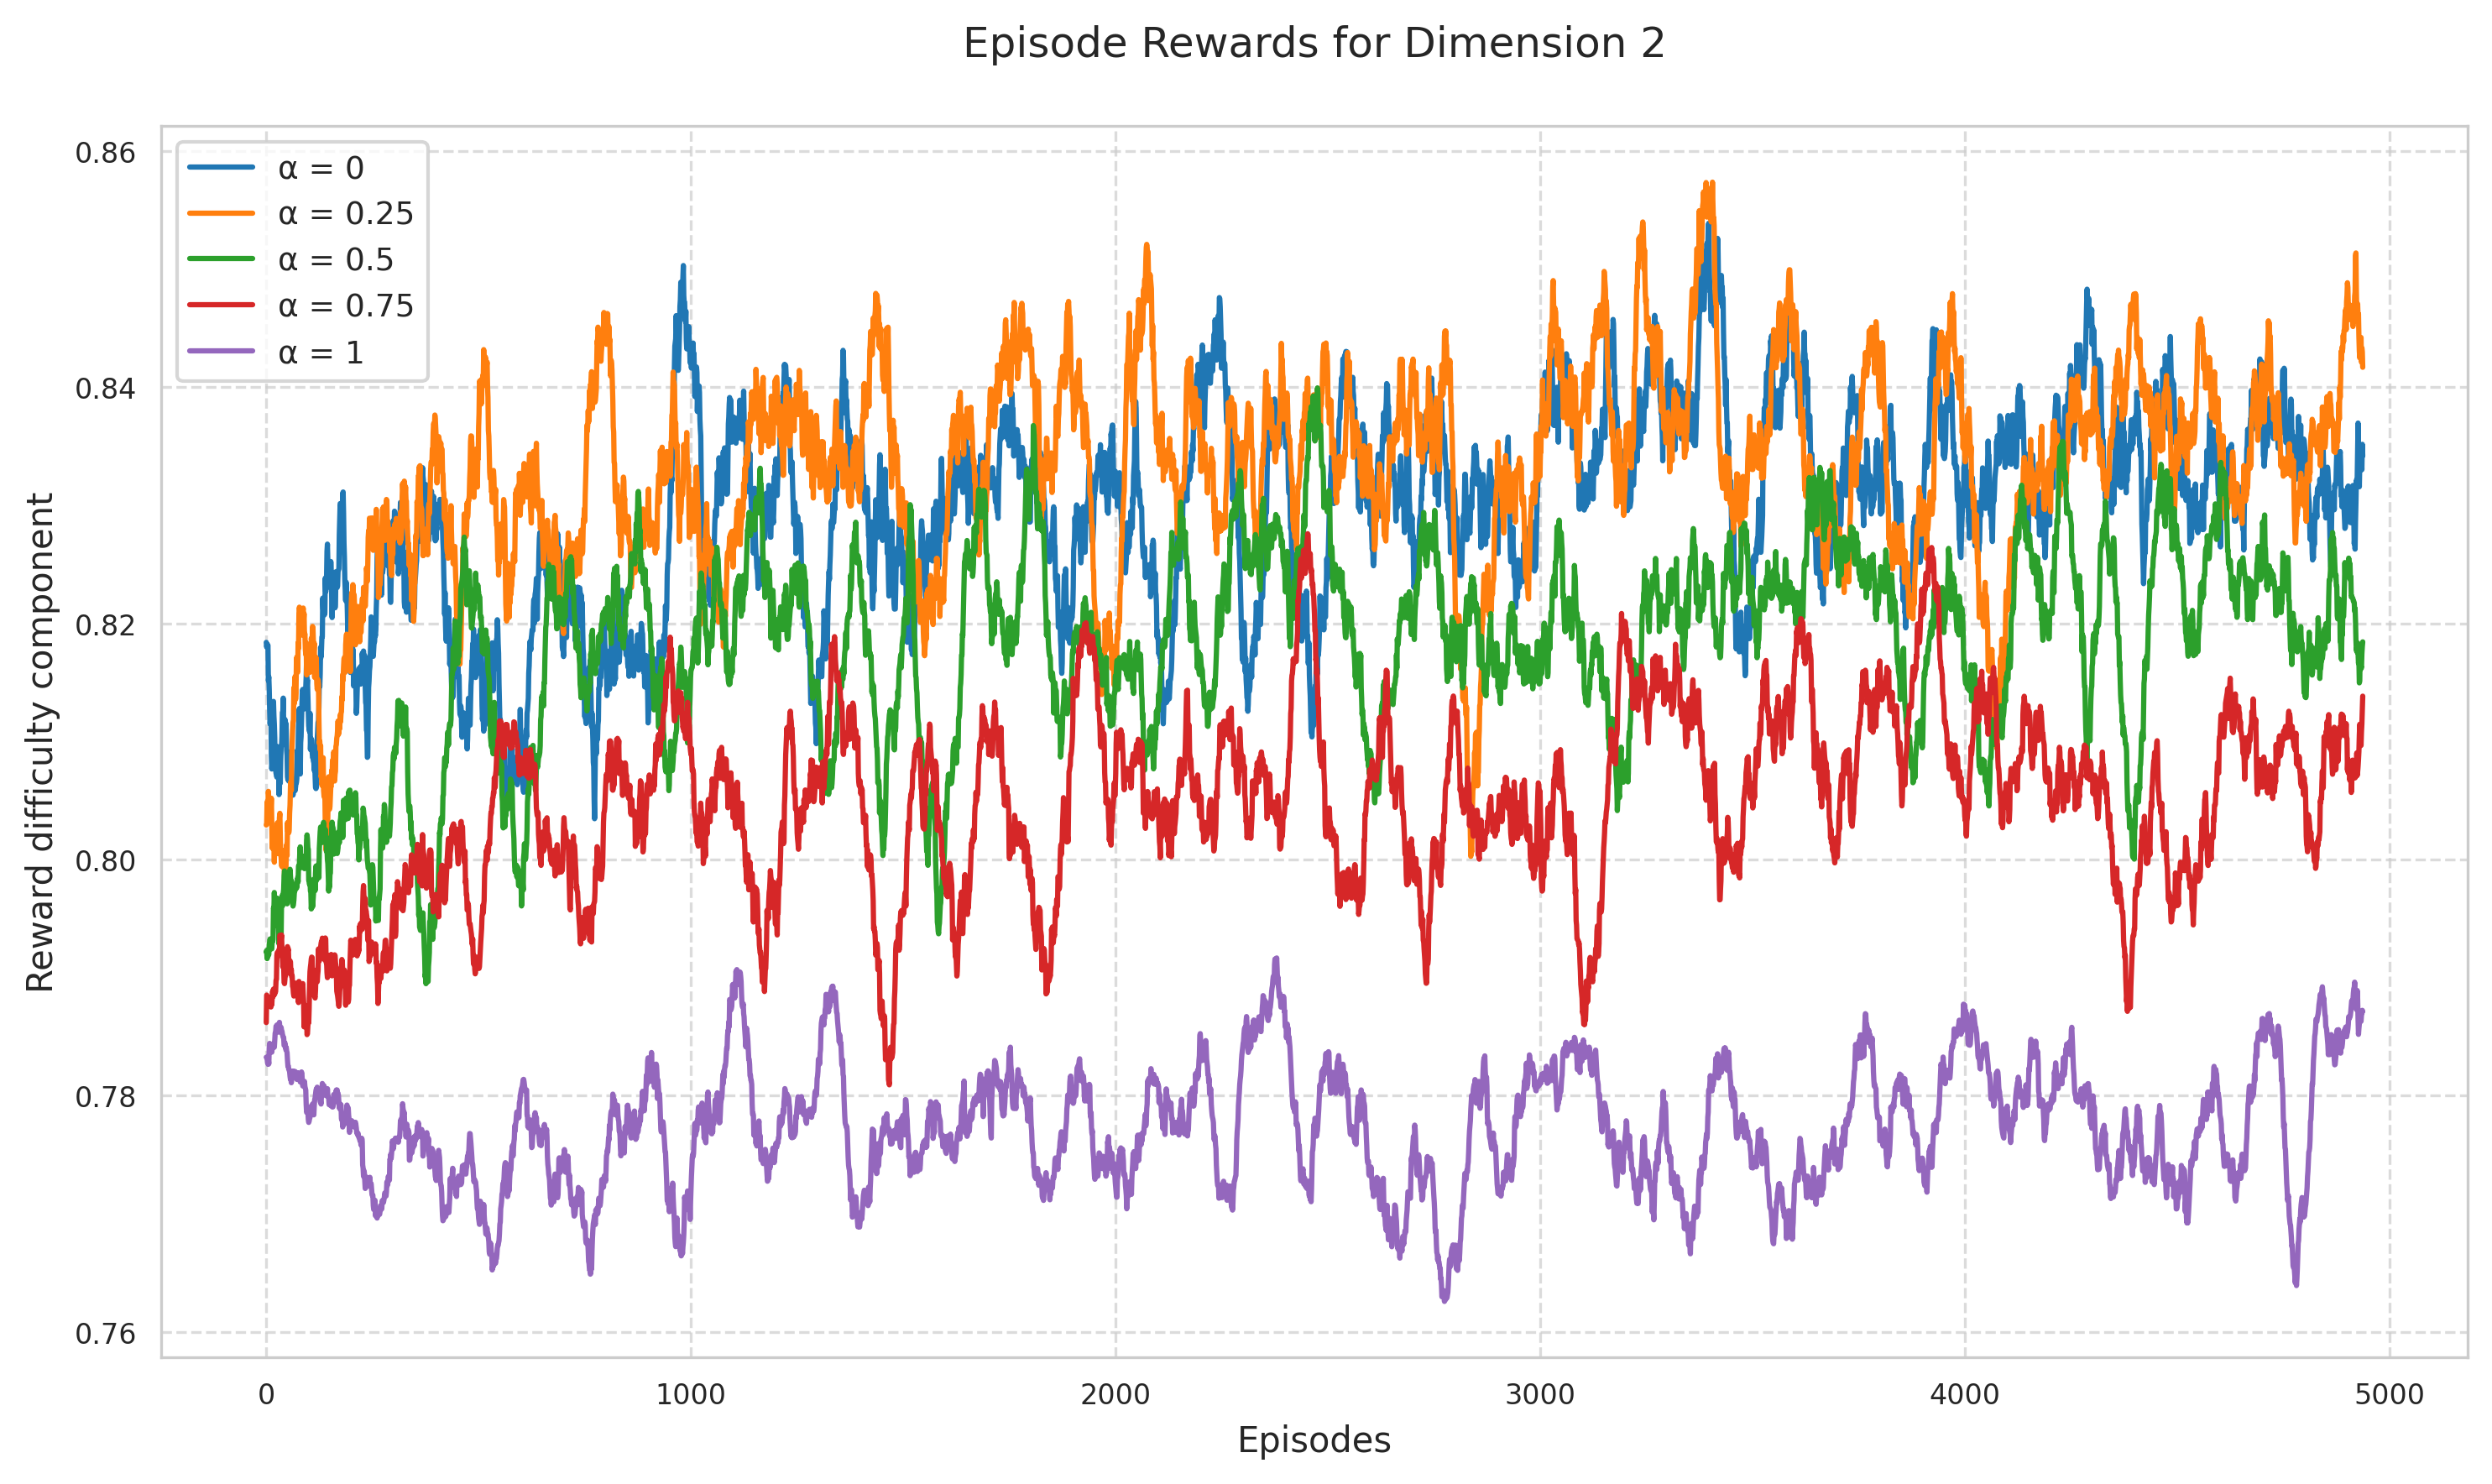 Episode Rewards for Dimension 2
α = 0
α = 0.25
α = 0.5
α = 0.75
α = 1
0.86
0.84
0.82
0.80
0.78
0.76
Reward difficulty component
0 1000 2000 3000 4000 5000
Episodes